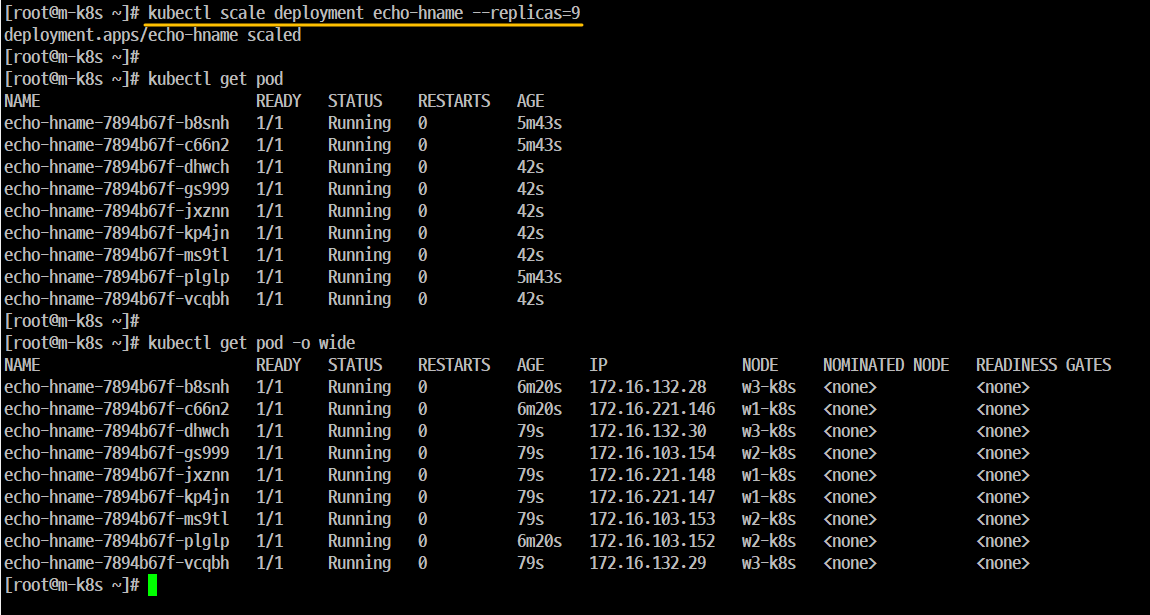 [root@m-k8s ~]# kubectl scale deployment echo-hname --replicas=9
deployment.apps/echo-hname scaled
[root@m-k8s ~]#
[root@m-k8s ~]# kubectl get pod
NAME                        READY   STATUS    RESTARTS   AGE
echo-hname-7894b67f-b8snh   1/1     Running   0          5m43s
echo-hname-7894b67f-c66n2   1/1     Running   0          5m43s
echo-hname-7894b67f-dhwch   1/1     Running   0          42s
echo-hname-7894b67f-gs999   1/1     Running   0          42s
echo-hname-7894b67f-jxznn   1/1     Running   0          42s
echo-hname-7894b67f-kp4jn   1/1     Running   0          42s
echo-hname-7894b67f-ms9tl   1/1     Running   0          42s
echo-hname-7894b67f-plglp   1/1     Running   0          5m43s
echo-hname-7894b67f-vcqbh   1/1     Running   0          42s
[root@m-k8s ~]#
[root@m-k8s ~]# kubectl get pod -o wide
NAME                        READY   STATUS    RESTARTS   AGE     IP               NODE     NOMINATED NODE   READINESS GATES
echo-hname-7894b67f-b8snh   1/1     Running   0          6m20s   172.16.132.28    w3-k8s   <none>           <none>
echo-hname-7894b67f-c66n2   1/1     Running   0          6m20s   172.16.221.146   w1-k8s   <none>           <none>
echo-hname-7894b67f-dhwch   1/1     Running   0          79s     172.16.132.30    w3-k8s   <none>           <none>
echo-hname-7894b67f-gs999   1/1     Running   0          79s     172.16.103.154   w2-k8s   <none>           <none>
echo-hname-7894b67f-jxznn   1/1     Running   0          79s     172.16.221.148   w1-k8s   <none>           <none>
echo-hname-7894b67f-kp4jn   1/1     Running   0          79s     172.16.221.147   w1-k8s   <none>           <none>
echo-hname-7894b67f-ms9tl   1/1     Running   0          79s     172.16.103.153   w2-k8s   <none>           <none>
echo-hname-7894b67f-plglp   1/1     Running   0          6m20s   172.16.103.152   w2-k8s   <none>           <none>
echo-hname-7894b67f-vcqbh   1/1     Running   0          79s     172.16.132.29    w3-k8s   <none>           <none>
[root@m-k8s ~]#